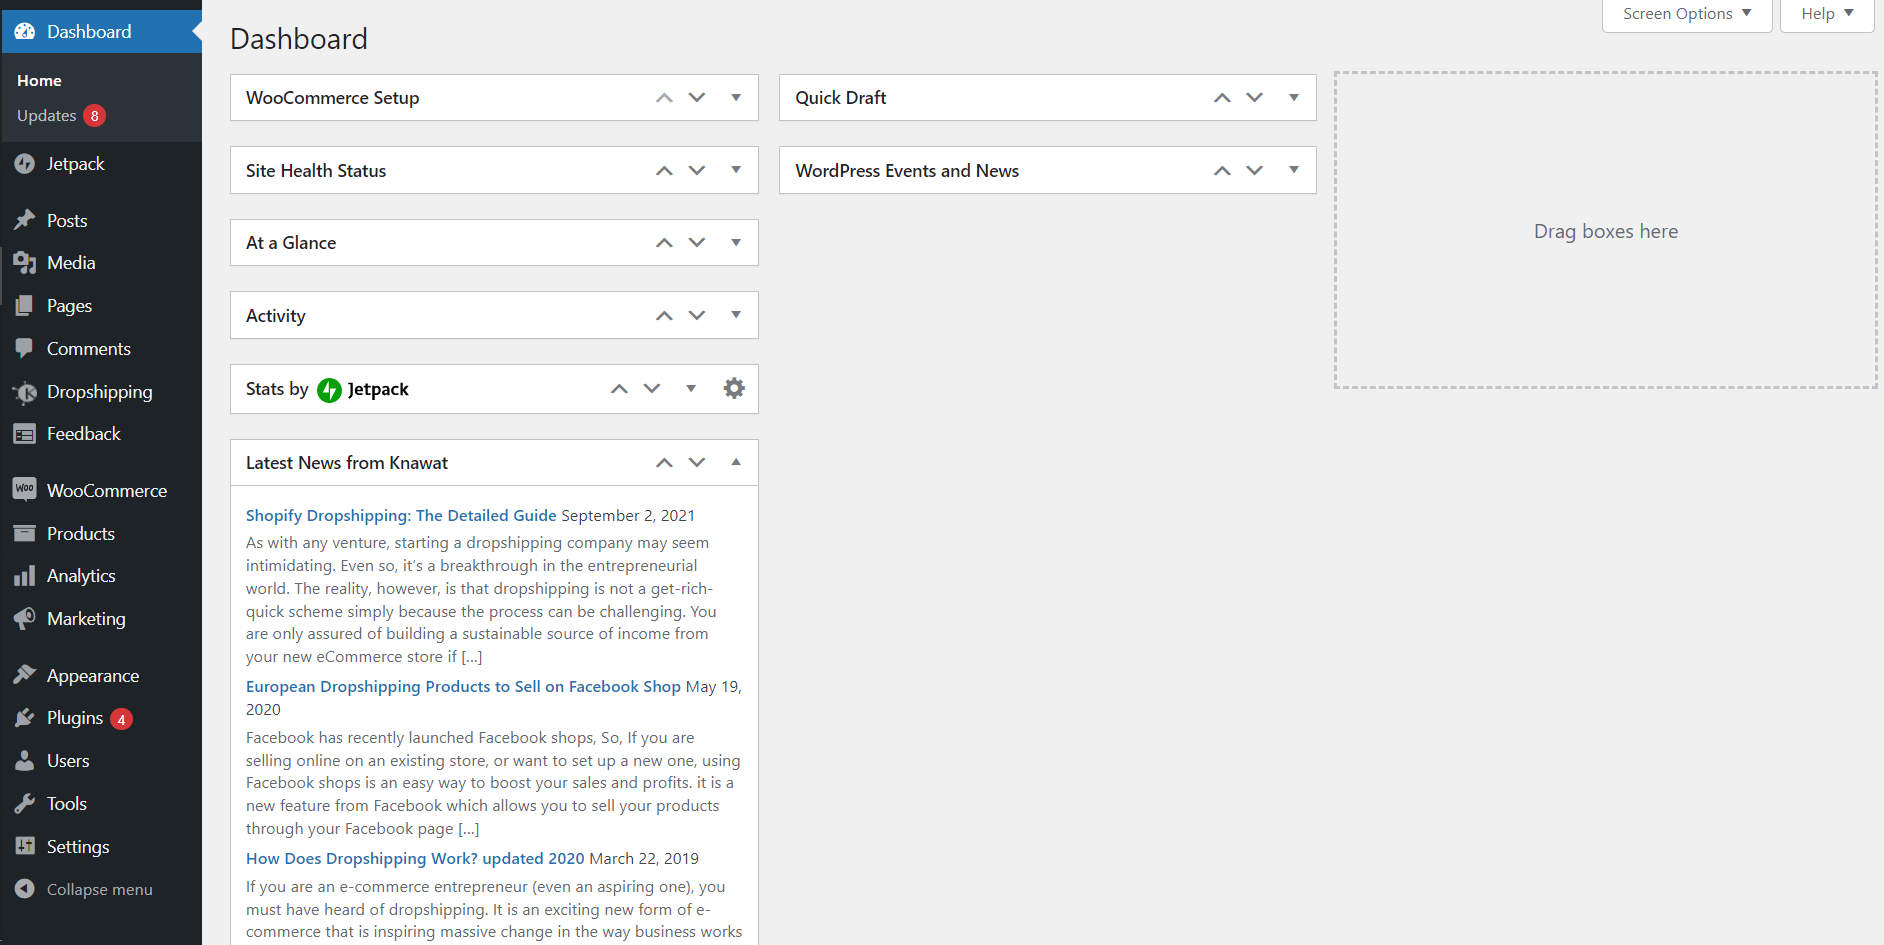 Dashboard
Home
Updates 8
Jetpack
Posts
Media
Pages
Comments
Dropshipping
Feedback
Woo WooCommerce
Products
Analytics
Marketing
Appearance
Plugins 4
Users
Tools
Settings
Collapse menu
Screen Options
Help
Dashboard
WooCommerce Setup
Site Health Status
At a Glance
Activity
Stats by Jetpack
Latest News from Knawat
Shopify Dropshipping: The Detailed Guide September 2, 2021
As with any venture, starting a dropshipping company may seem
intimidating. Even so, it’s a breakthrough in the entrepreneurial
world. The reality, however, is that dropshipping is not a get-rich-
quick scheme simply because the process can be challenging. You
are only assured of building a sustainable source of income from
your new eCommerce store if […]
European Dropshipping Products to Sell on Facebook Shop May 19,
2020
Facebook has recently launched Facebook shops, So, If you are
selling online on an existing store, or want to set up a new one, using
Facebook shops is an easy way to boost your sales and profits. it is a
new feature from Facebook which allows you to sell your products
through your Facebook page […]
How Does Dropshipping Work? updated 2020 March 22, 2019
If you are an e-commerce entrepreneur (even an aspiring one), you
must have heard of dropshipping. It is an exciting new form of e-
commerce that is inspiring massive change in the way business works
Quick Draft
WordPress Events and News
Drag boxes here